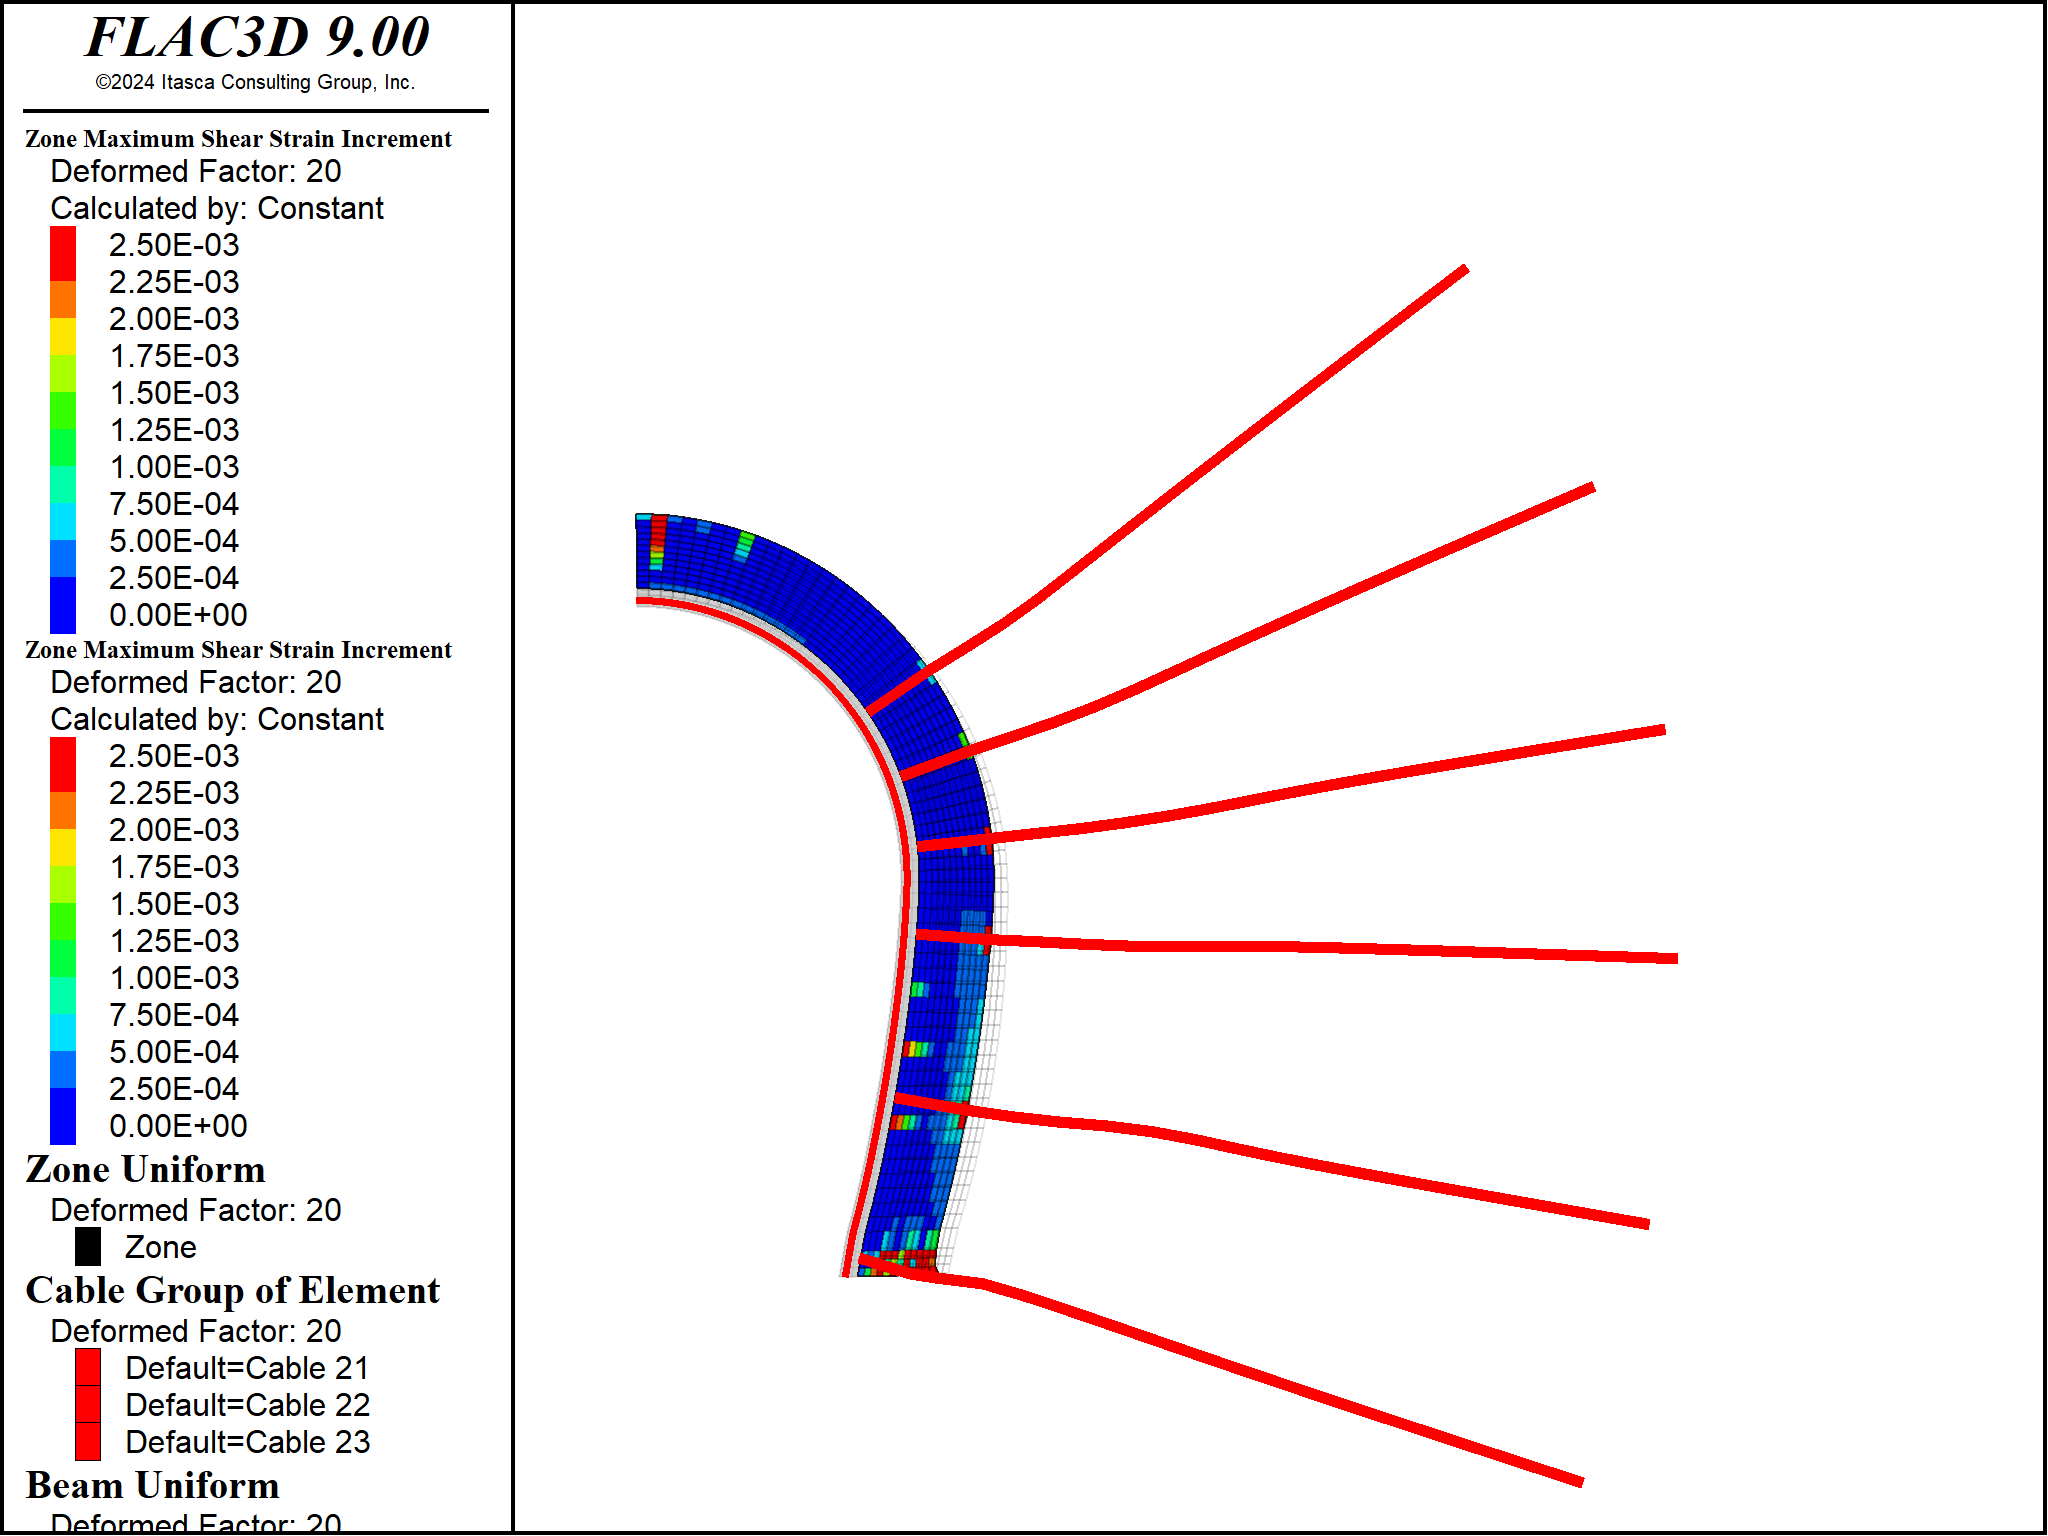 FLAC3D 9.00
©2024 Itasca Consulting Group, Inc.
Zone Maximum Shear Strain Increment
Deformed Factor: 20
Calculated by: Constant
2.50E-03
2.25E-03
2.00E-03
1.75E-03
1.50E-03
1.25E-03
1.00E-03
7.50E-04
5.00E-04
2.50E-04
0.00E+00
Zone Maximum Shear Strain Increment
Deformed Factor: 20
Calculated by: Constant
2.50E-03
2.25E-03
2.00E-03
1.75E-03
1.50E-03
1.25E-03
1.00E-03
7.50E-04
5.00E-04
2.50E-04
0.00E+00
Zone Uniform
Deformed Factor: 20
Zone
Cable Group of Element
Deformed Factor: 20
Default=Cable 21
Default=Cable 22
Default=Cable 23
Beam Uniform
Deformed Factor: 20